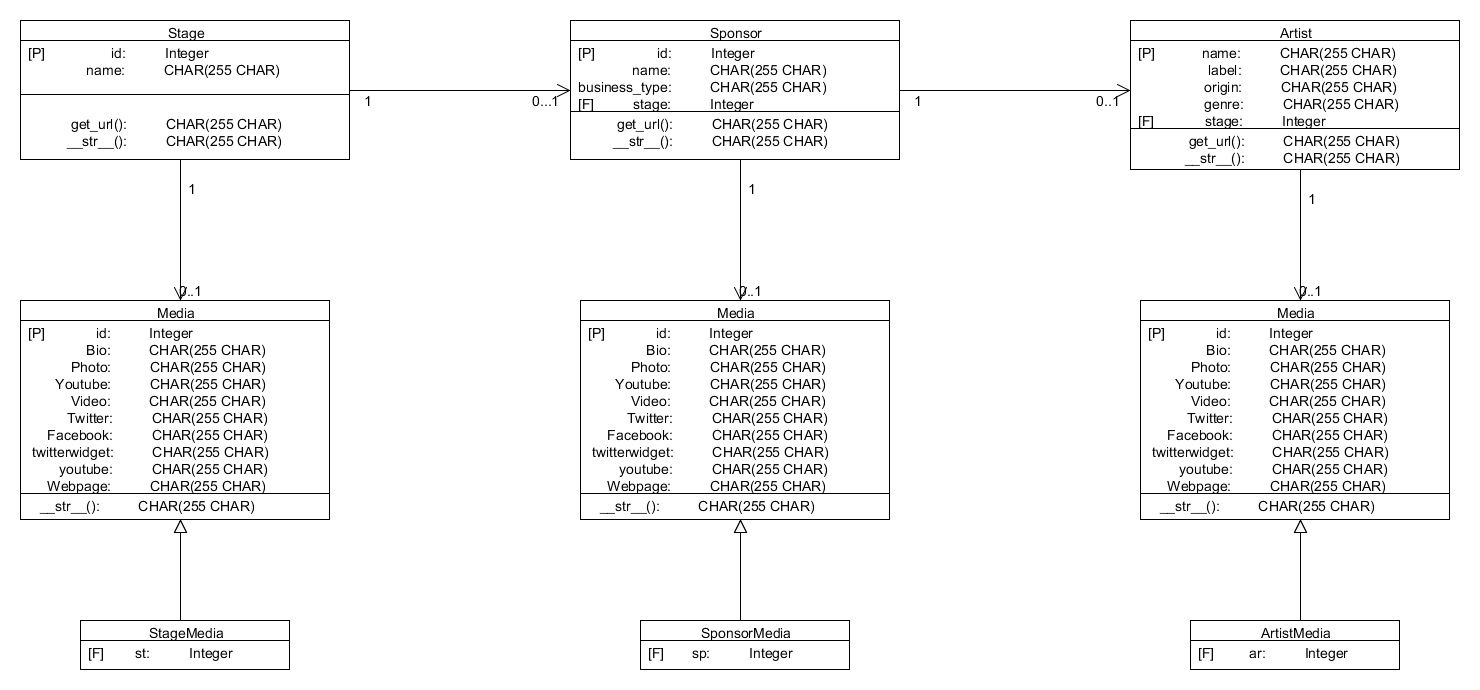 Stage
[P] id: Integer
name: CHAR(255 CHAR)
get_url(): CHAR(255 CHAR)
__str__(): CHAR(255 CHAR)
1
0...1
Sponsor
[P] id: Integer
name: CHAR(255 CHAR)
business_type: CHAR(255 CHAR)
[F] stage: Integer
get_url(): CHAR(255 CHAR)
__str__(): CHAR(255 CHAR)
1
0...1
Artist
[P] name: CHAR(255 CHAR)
label: CHAR(255 CHAR)
origin: CHAR(255 CHAR)
genre: CHAR(255 CHAR)
[F] stage: Integer
get_url(): CHAR(255 CHAR)
__str__(): CHAR(255 CHAR)
1
0...1
Media
[P] id: Integer
Bio: CHAR(255 CHAR)
Photo: CHAR(255 CHAR)
Youtube: CHAR(255 CHAR)
Video: CHAR(255 CHAR)
Twitter: CHAR(255 CHAR)
Facebook: CHAR(255 CHAR)
twitterwidget: CHAR(255 CHAR)
youtube: CHAR(255 CHAR)
Webpage: CHAR(255 CHAR)
__str__(): CHAR(255 CHAR)
1
0...1
Media
[P] id: Integer
Bio: CHAR(255 CHAR)
Photo: CHAR(255 CHAR)
Youtube: CHAR(255 CHAR)
Video: CHAR(255 CHAR)
Twitter: CHAR(255 CHAR)
Facebook: CHAR(255 CHAR)
twitterwidget: CHAR(255 CHAR)
youtube: CHAR(255 CHAR)
Webpage: CHAR(255 CHAR)
__str__(): CHAR(255 CHAR)
1
0...1
Media
[P] id: Integer
Bio: CHAR(255 CHAR)
Photo: CHAR(255 CHAR)
Youtube: CHAR(255 CHAR)
Video: CHAR(255 CHAR)
Twitter: CHAR(255 CHAR)
Facebook: CHAR(255 CHAR)
twitterwidget: CHAR(255 CHAR)
youtube: CHAR(255 CHAR)
Webpage: CHAR(255 CHAR)
__str__(): CHAR(255 CHAR)
StageMedia
[F] st: Integer
SponsorMedia
[F] sp: Integer
ArtistMedia
[F] ar: Integer